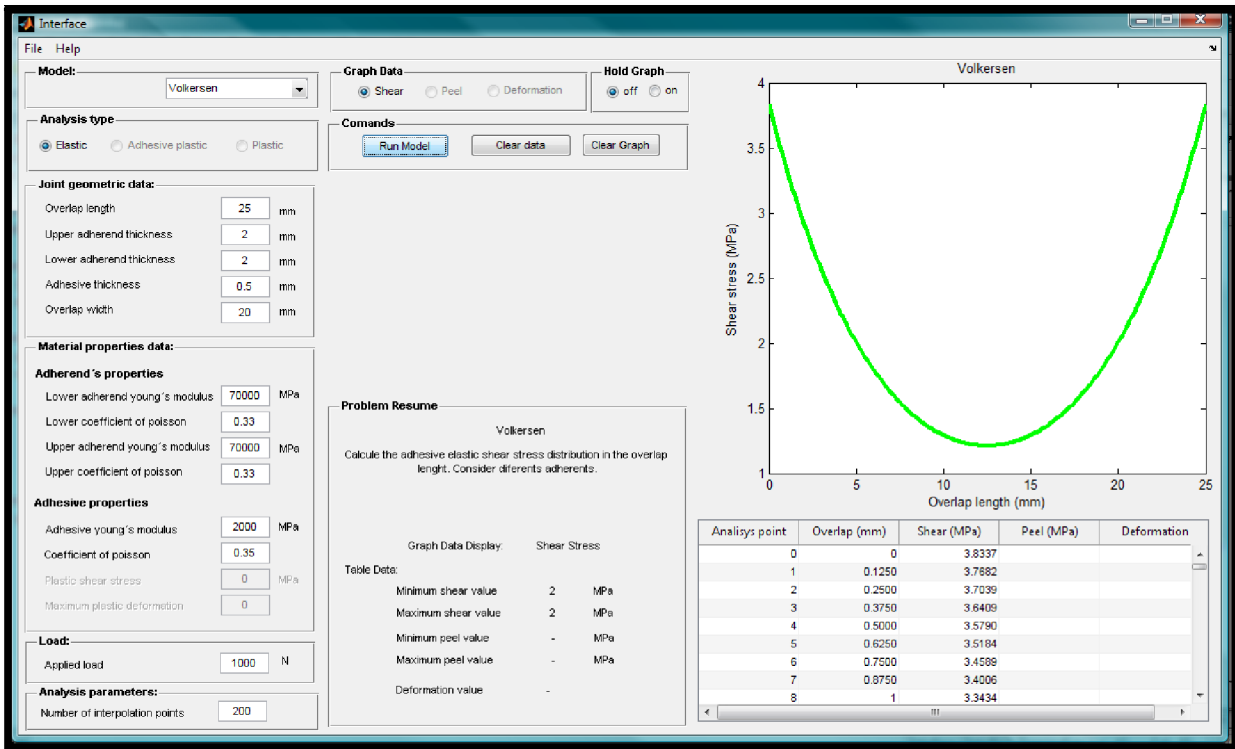 Interface
File Help
Model:
Volkersen
Analysis type
Elastic Adhesive plastic Plastic
Joint geometric data:
Overlap length 25 mm
Upper adherend thickness 2 mm
Lower adherend thickness 2 mm
Adhesive thickness 0.5 mm
Overlap width 20 mm
Material properties data:
Adherend´s properties
Lower adherend young´s modulus 70000 MPa
Lower coefficient of poisson 0.33
Upper adherend young´s modulus 70000 MPa
Upper coefficient of poisson 0.33
Adhesive properties
Adhesive young´s modulus 2000 MPa
Coefficient of poisson 0.35
Plastic shear stress 0 MPa
Maximum plastic deformation 0
Load:
Applied load 1000 N
Analysis parameters:
Number of interpolation points 200
Graph Data
Shear Peel Deformation
Hold Graph
off on
Comands
Run Model Clear data Clear Graph
Problem Resume
Volkersen
Calcule the adhesive elastic shear stress distribution in the overlap
lenght. Consider diferents adherents.
Graph Data Display: Shear Stress
Table Data:
Minimum shear value 2 MPa
Maximum shear value 2 MPa
Minimum peel value - MPa
Maximum peel value - MPa
Deformation value -
Volkersen
4
3.5
3
2.5
2
1.5
1
Shear stress (MPa)
0 5 10 15 20 25
Overlap length (mm)
Analisys point Overlap (mm) Shear (MPa) Peel (MPa) Deformation
0 0 3.8337
1 0.1250 3.7682
2 0.2500 3.7039
3 0.3750 3.6409
4 0.5000 3.5790
5 0.6250 3.5184
6 0.7500 3.4589
7 0.8750 3.4006
8 1 3.3434